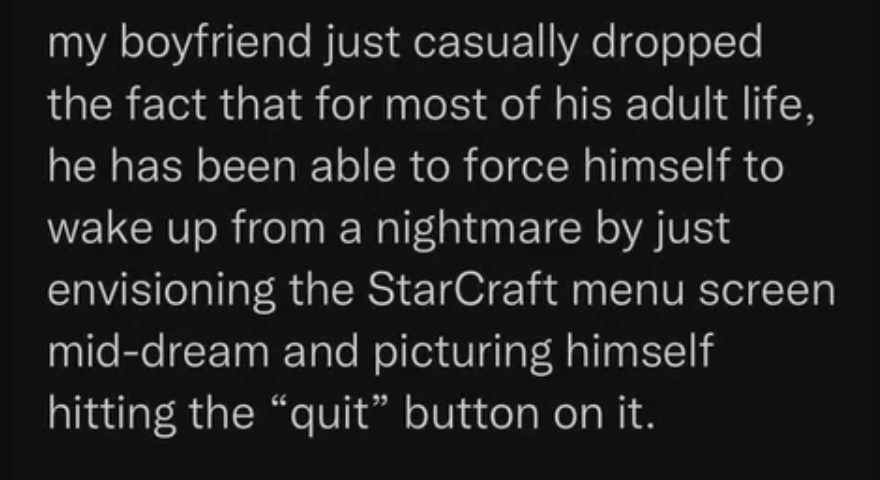 my boyfriend just casually dropped
the fact that for most of his adult life,
he has been able to force himself to
wake up from a nightmare by just
envisioning the StarCraft menu screen
mid-dream and picturing himself
hitting the “quit” button on it.